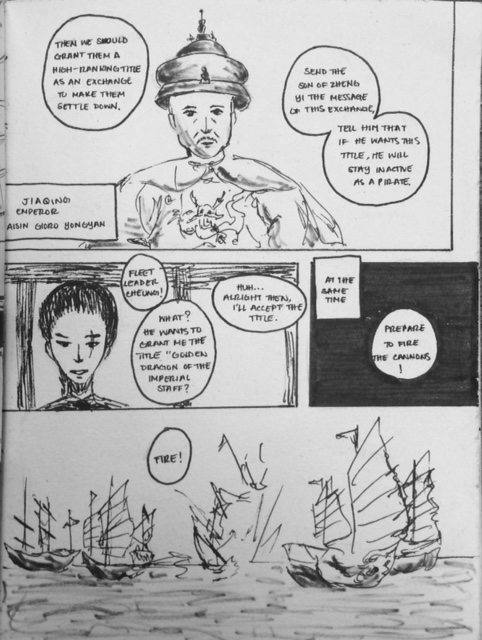 THEN WE SHOULD
GRANT THEM A
HIGH-RANKING TITLE
AS AN EXCHANGE
TO MAKE THEM
SETTLE DOWN.
SEND THE
SON OF ZHENG
YI THE MESSAGE
OF THIS EXCHANGE,
TELL HIM THAT
IF HE WANTS THIS
TITLE, HE WILL
STAY INACTIVE
AS A PIRATE.
JIAQING
EMPEROR
AISIN GIORO YONGYAN
FLEET
LEADER
CHEUNG!
WHAT?
HE WANTS TO
GRANT ME THE
TITLE "GOLDEN
DRAGON OF THE
IMPERIAL
STAFF?
HUH...
ALRIGHT THEN,
I'LL ACCEPT THE
TITLE.
AT THE
SAME
TIME
PREPARE
TO FIRE
THE CANNONS
!
FIRE!